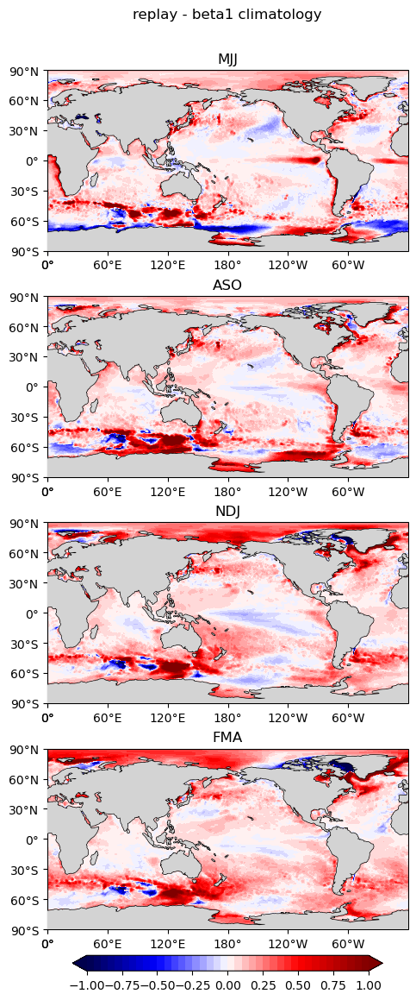 replay - beta1 climatology
MJJ
90°N
60°N
30°N
0°
30°S
60°S
90°S
0° 60°E 120°E 180° 120°W 60°W
ASO
90°N
60°N
30°N
0°
30°S
60°S
90°S
0° 60°E 120°E 180° 120°W 60°W
NDJ
90°N
60°N
30°N
0°
30°S
60°S
90°S
0° 60°E 120°E 180° 120°W 60°W
FMA
90°N
60°N
30°N
0°
30°S
60°S
90°S
0° 60°E 120°E 180° 120°W 60°W
−1.00 −0.75 −0.50 −0.25 0.00 0.25 0.50 0.75 1.00